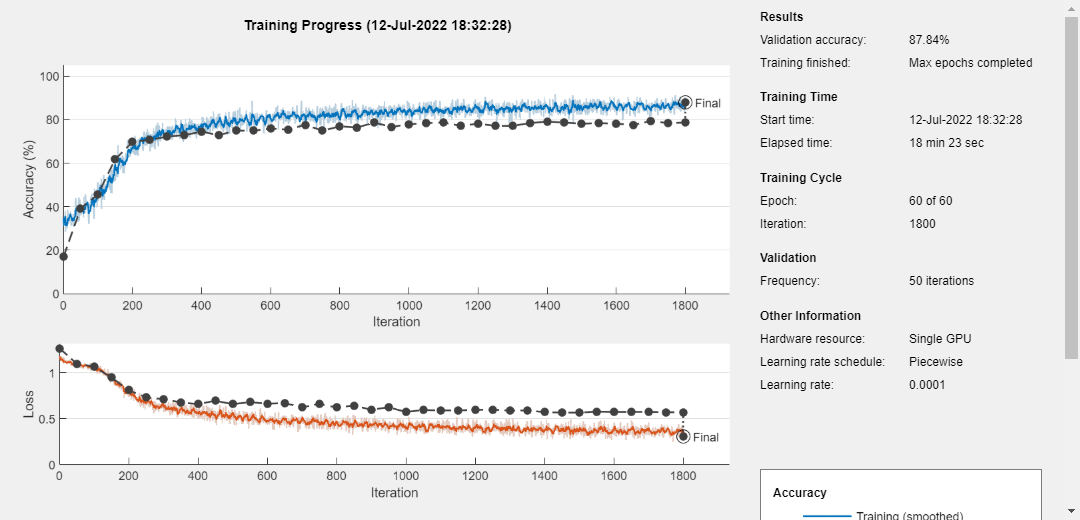 Training Progress (12-Jul-2022 18:32:28)
Accuracy (%)
100
80
60
40
20
0
0 200 400 600 800 1000 1200 1400 1600 1800
Iteration
Final
Loss
1
0.5
0
0 200 400 600 800 1000 1200 1400 1600 1800
Iteration
Final
Results
Validation accuracy: 87.84%
Training finished: Max epochs completed
Training Time
Start time: 12-Jul-2022 18:32:28
Elapsed time: 18 min 23 sec
Training Cycle
Epoch: 60 of 60
Iteration: 1800
Validation
Frequency: 50 iterations
Other Information
Hardware resource: Single GPU
Learning rate schedule: Piecewise
Learning rate: 0.0001
Accuracy
Training (smoothed)